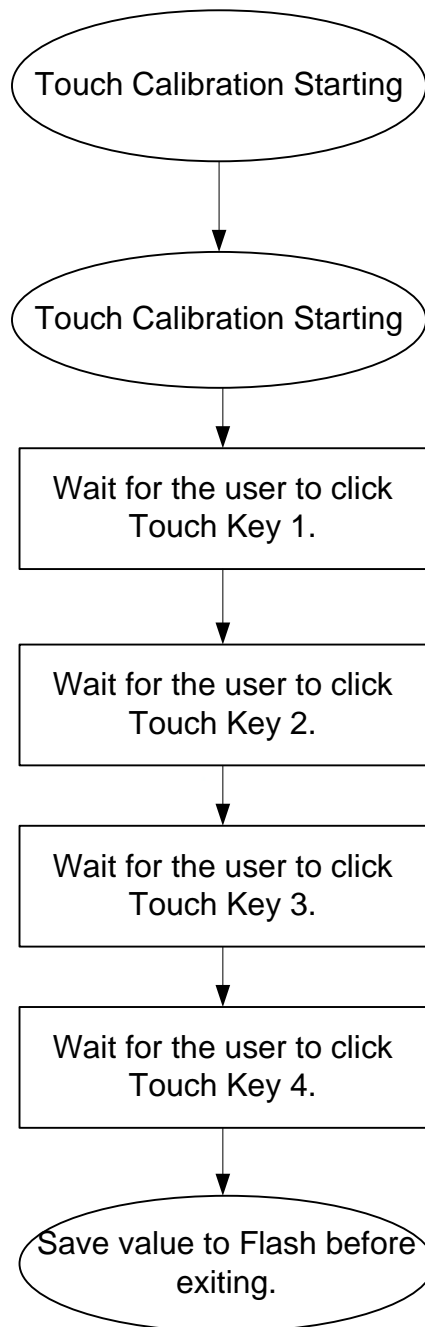 Touch Calibration Starting
Touch Calibration Starting
Wait for the user to click
Touch Key 1.
Wait for the user to click
Touch Key 2.
Wait for the user to click
Touch Key 3.
Wait for the user to click
Touch Key 4.
Save value to Flash before
exiting.